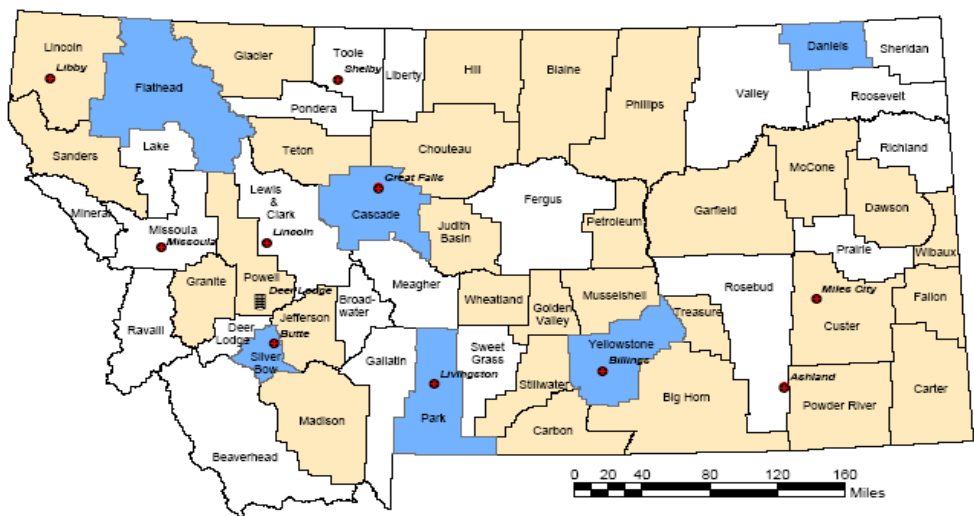 Lincoln
Libby
Flathead
Glacier
Toole
Shelby
Liberty
Hill
Blaine
Phillips
Valley
Daniels
Sheridan
Roosevelt
Pondera
Sanders
Lake
Teton
Chouteau
Richland
McCone
Great Falls
Cascade
Lewis
& Clark
Lincoln
Mineral
Missoula
Missoula
Judith
Basin
Fergus
Petroleum
Garfield
Dawson
Prairie
Wibaux
Granite
Powell
Deer Lodge
Meagher
Broad-
water
Jefferson
Wheatland
Golden
Valley
Musselshell
Treasure
Rosebud
Miles City
Custer
Fallon
Ravalli
Deer
Lodge
Butte
Silver
Bow
Gallatin
Livingston
Park
Sweet
Grass
Yellowstone
Billings
Stillwater
Big Horn
Ashland
Powder River
Carter
Madison
Beaverhead
Carbon
0 20 40 80 120 160
Miles